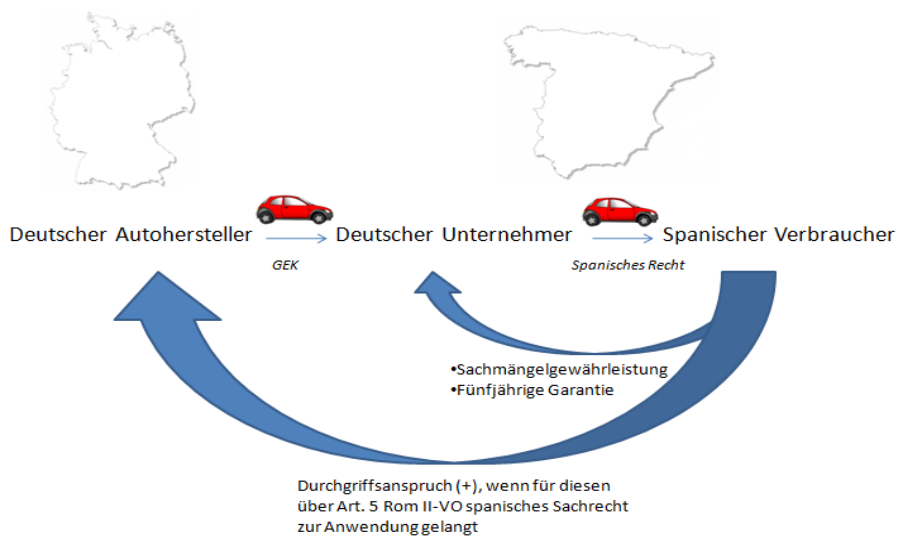 Deutscher Autohersteller
Deutscher Unternehmer
Spanischer Verbraucher
GEK
Spanisches Recht
•Sachmängelgewährleistung
•Fünfjährige Garantie
Durchgriffsanspruch (+), wenn für diesen
über Art. 5 Rom II-VO spanisches Sachrecht
zur Anwendung gelangt